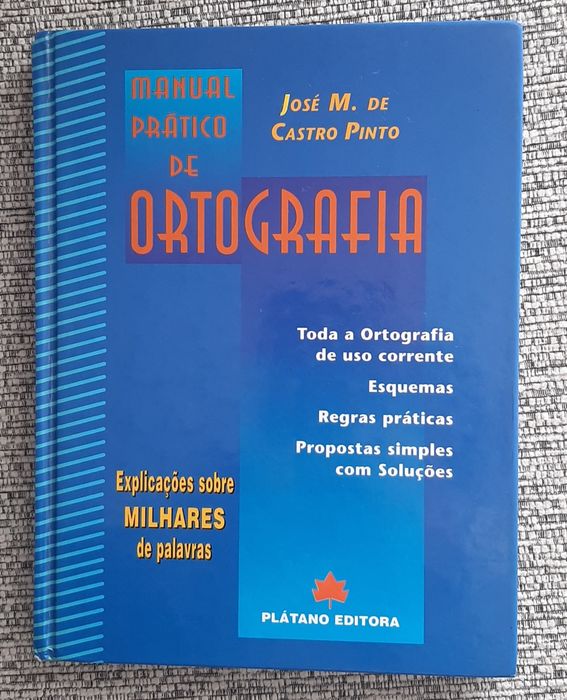 MANUAL
PRÁTICO
DE
ORTOGRAFIA
JOSÉ M. DE
CASTRO PINTO
Toda a Ortografia
de uso corrente
Esquemas
Regras práticas
Propostas simples
com Soluções
Explicações sobre
MILHARES
de palavras
PLÁTANO EDITORA